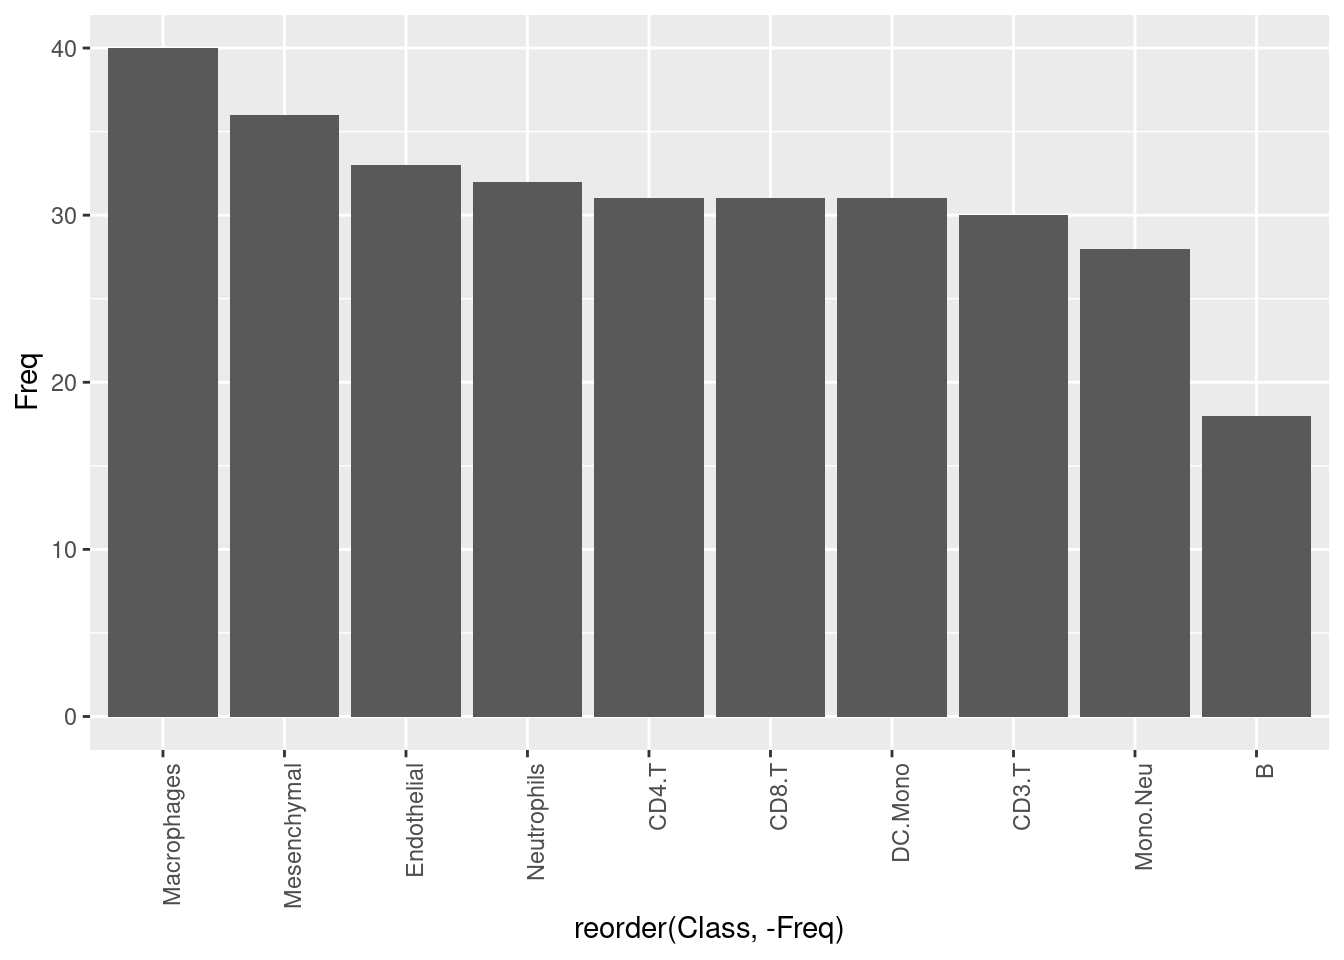 40
30
20
10
0
Freq
Macrophages
Mesenchymal
Endothelial
Neutrophils
CD4.T
CD8.T
DC.Mono
CD3.T
Mono.Neu
B
reorder(Class, -Freq)